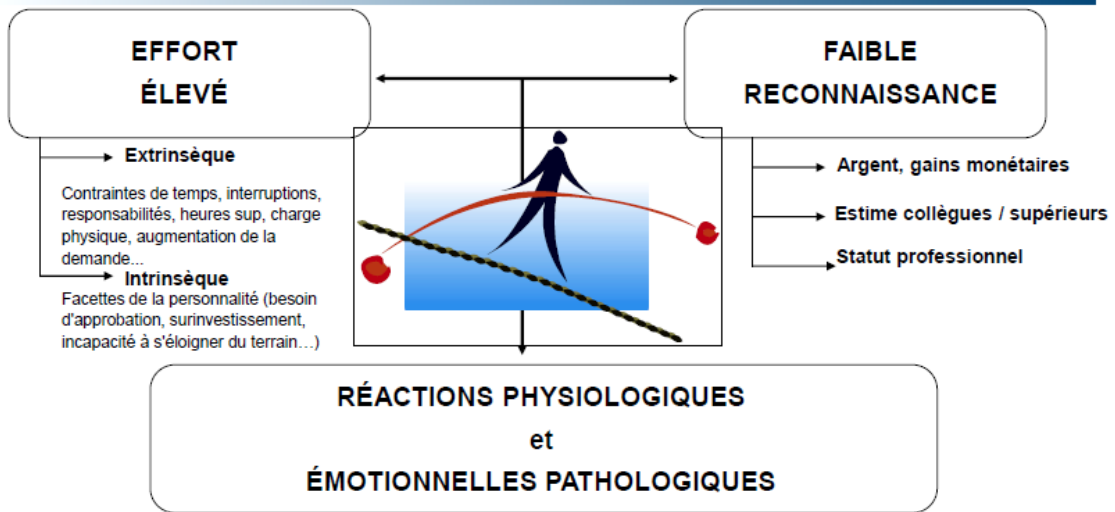 EFFORT
ÉLEVÉ
FAIBLE
RECONNAISSANCE
Extrinsèque
Contraintes de temps, interruptions,
responsabilités, heures sup, charge
physique, augmentation de la
demande...
Intrinsèque
Facettes de la personnalité (besoin
d'approbation, surinvestissement,
incapacité à s'éloigner du terrain…)
Argent, gains monétaires
Estime collègues / supérieurs
Statut professionnel
RÉACTIONS PHYSIOLOGIQUES
et
ÉMOTIONNELLES PATHOLOGIQUES